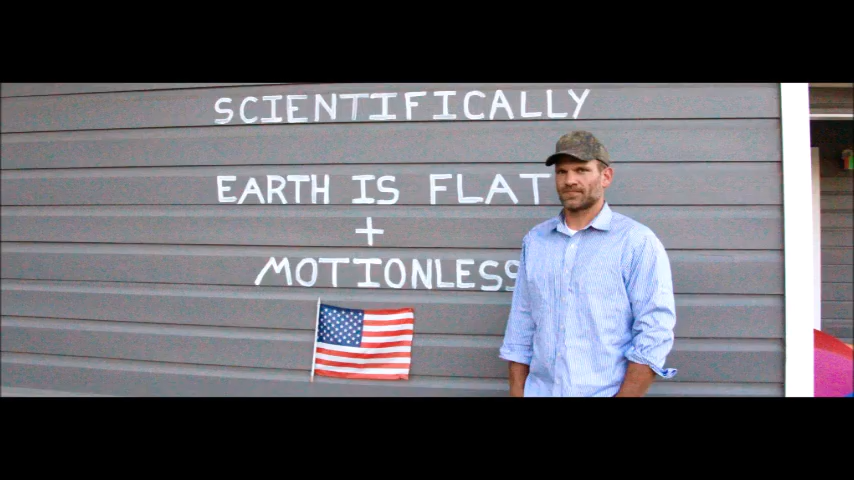 SCIENTIFICALLY
EARTH IS FLAT
+
MOTIONLESS